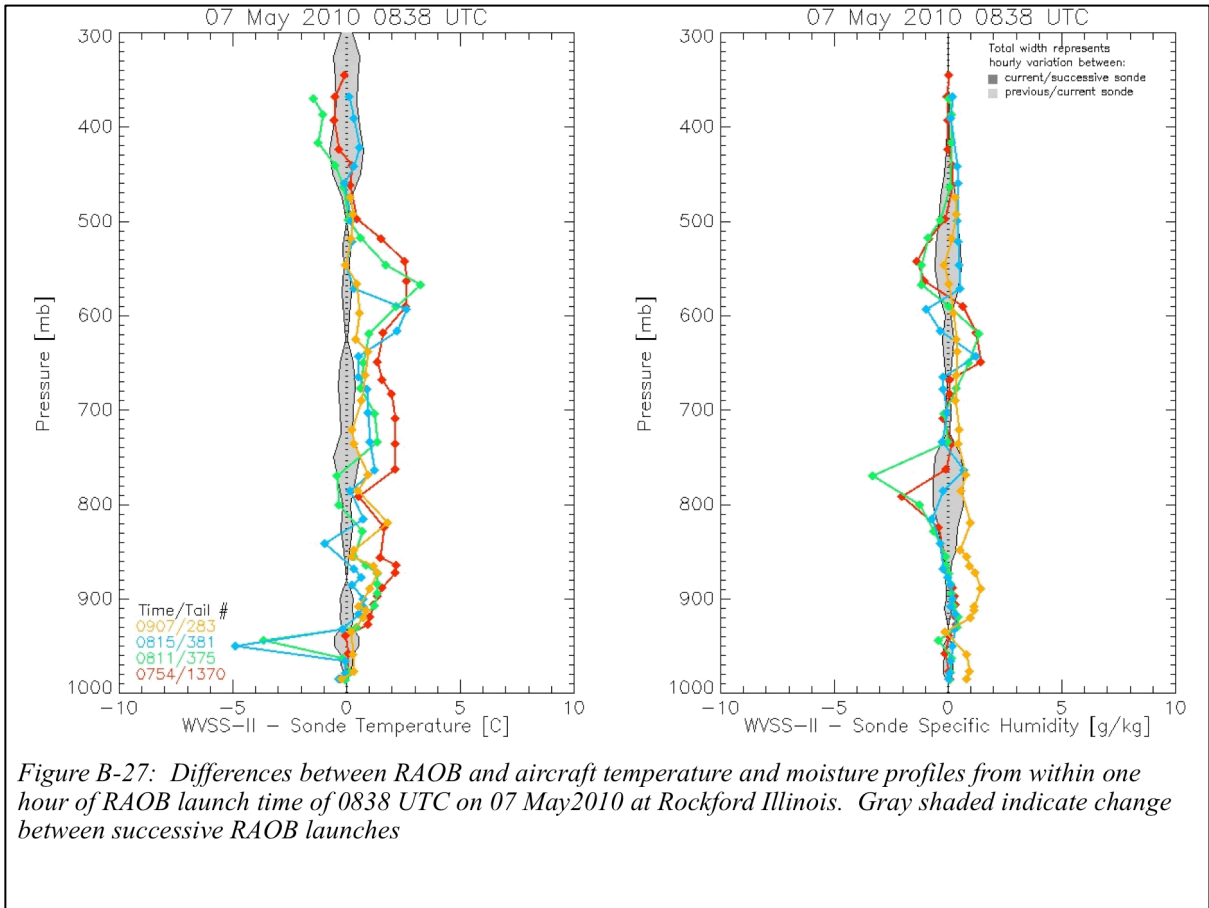 07 May 2010 0838 UTC
300
400
500
600
700
800
900
1000
Pressure [mb]
Time/Tail #
0907/283
0815/381
0811/375
0754/1370
-10
-5
0
5
10
WVSS-II - Sonde Temperature [C]
07 May 2010 0838 UTC
Total width represents
hourly variation between:
current/successive sonde
previous/current sonde
300
400
500
600
700
800
900
1000
Pressure [mb]
-10
-5
0
5
10
WVSS-II - Sonde Specific Humidity [g/kg]
Figure B-27: Differences between RAOB and aircraft temperature and moisture profiles from within one
hour of RAOB launch time of 0838 UTC on 07 May2010 at Rockford Illinois. Gray shaded indicate change
between successive RAOB launches